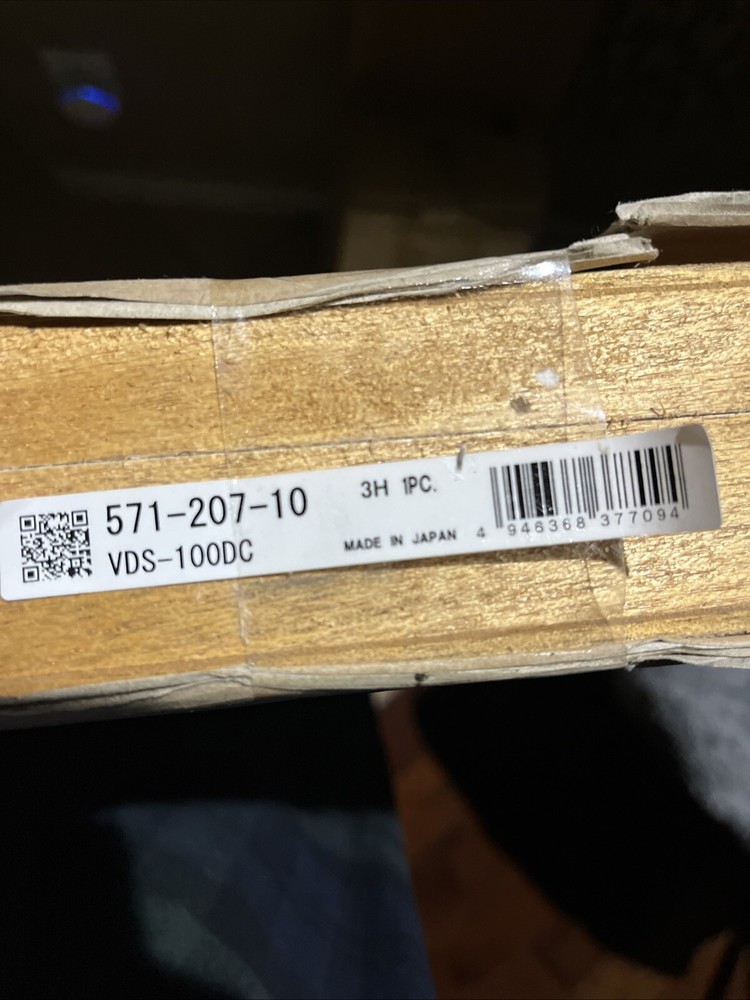 571-207-10
VDS-100DC
3H 1PC.
MADE IN JAPAN
4 946368 377094